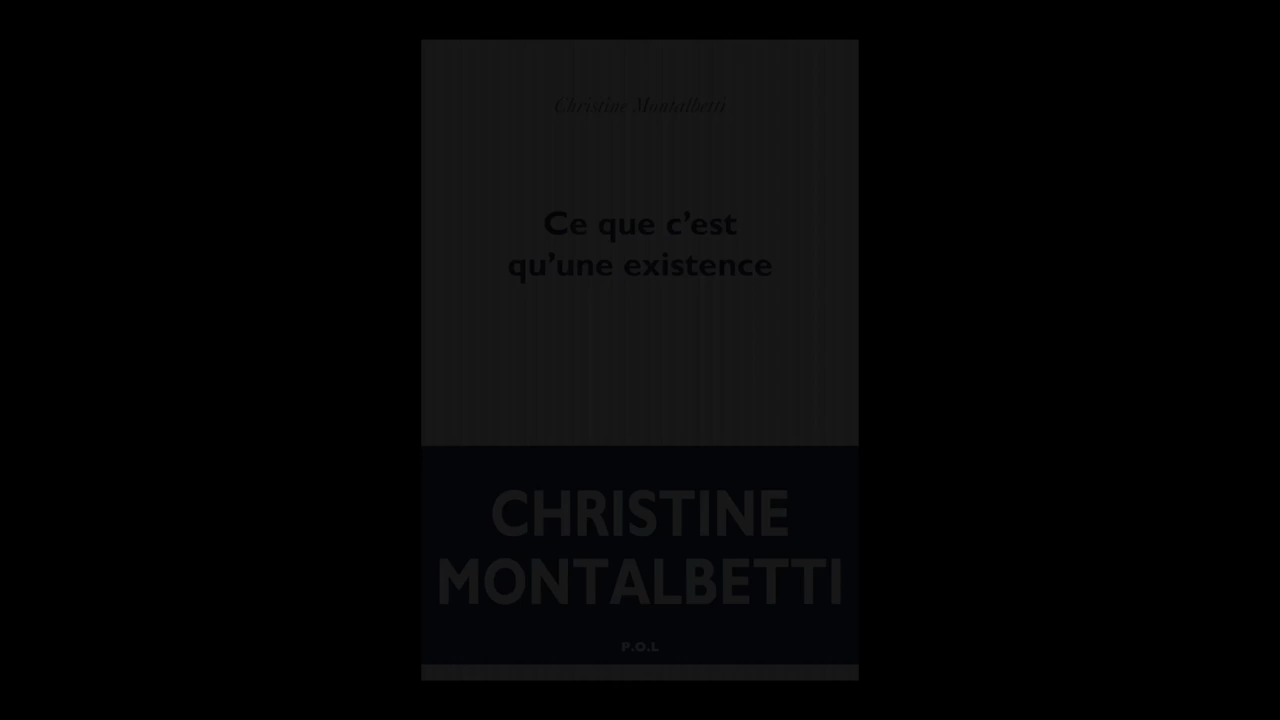 Christine Montalbetti
Ce que c’est
qu’une existence
CHRISTINE
MONTALBETTI
P.O.L